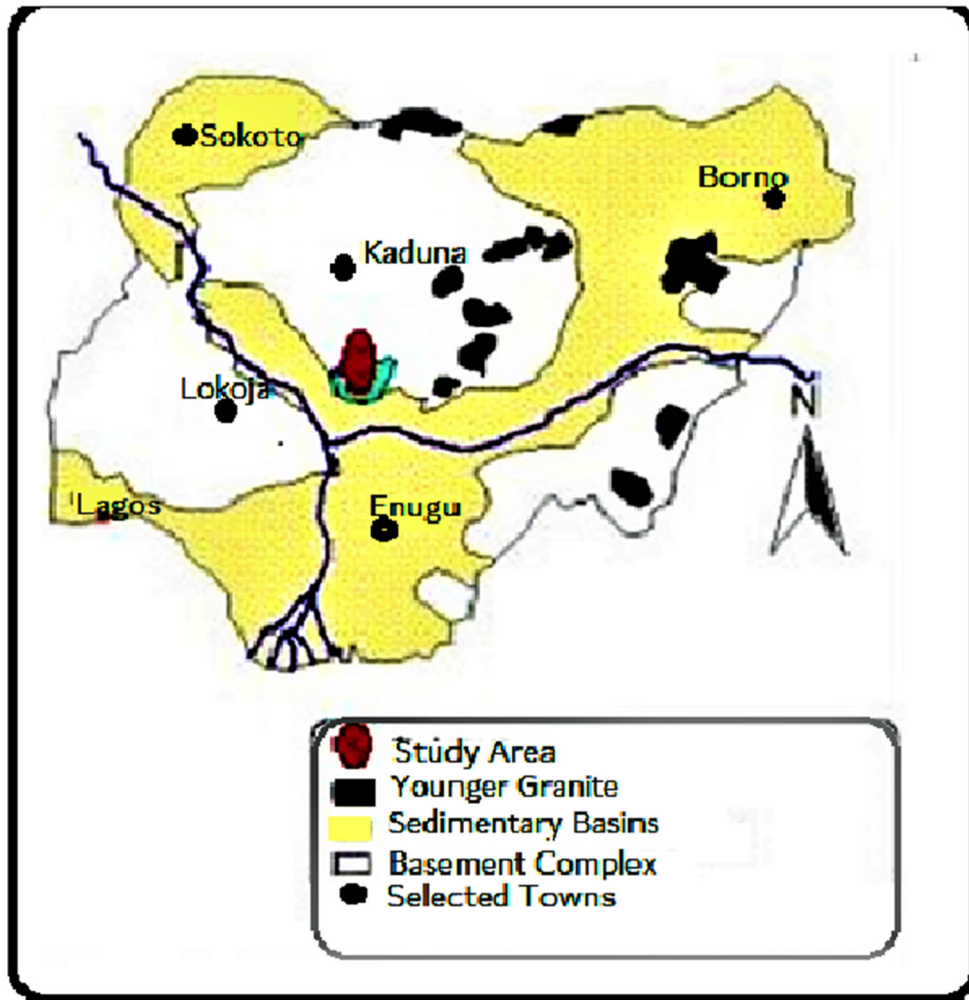 Sokoto
Borno
Kaduna
Lokoja
N
Lagos
Enugu
Study Area
Younger Granite
Sedimentary Basins
Basement Complex
Selected Towns